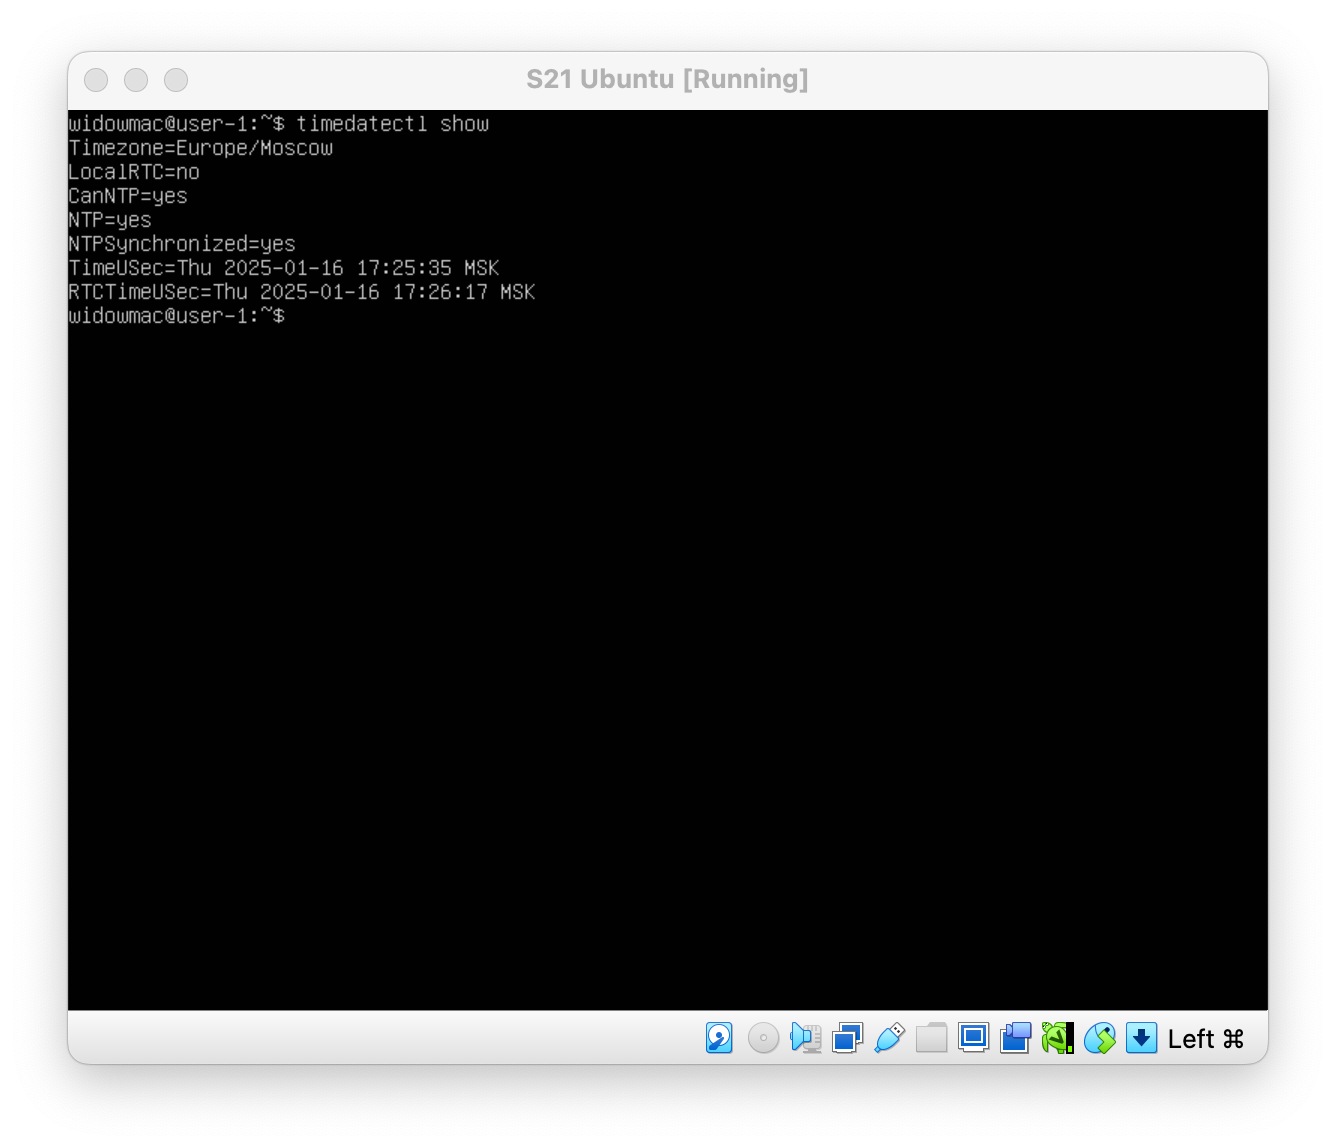 S21 Ubuntu [Running]
widowmac@user-1:~$ timedatectl show
Timezone=Europe/Moscow
LocalRTC=no
CanNTP=yes
NTP=yes
NTPSynchronized=yes
TimeUSec=Thu 2025-01-16 17:25:35 MSK
RTCTimeUSec=Thu 2025-01-16 17:26:17 MSK
widowmac@user-1:~$
Left ⌘